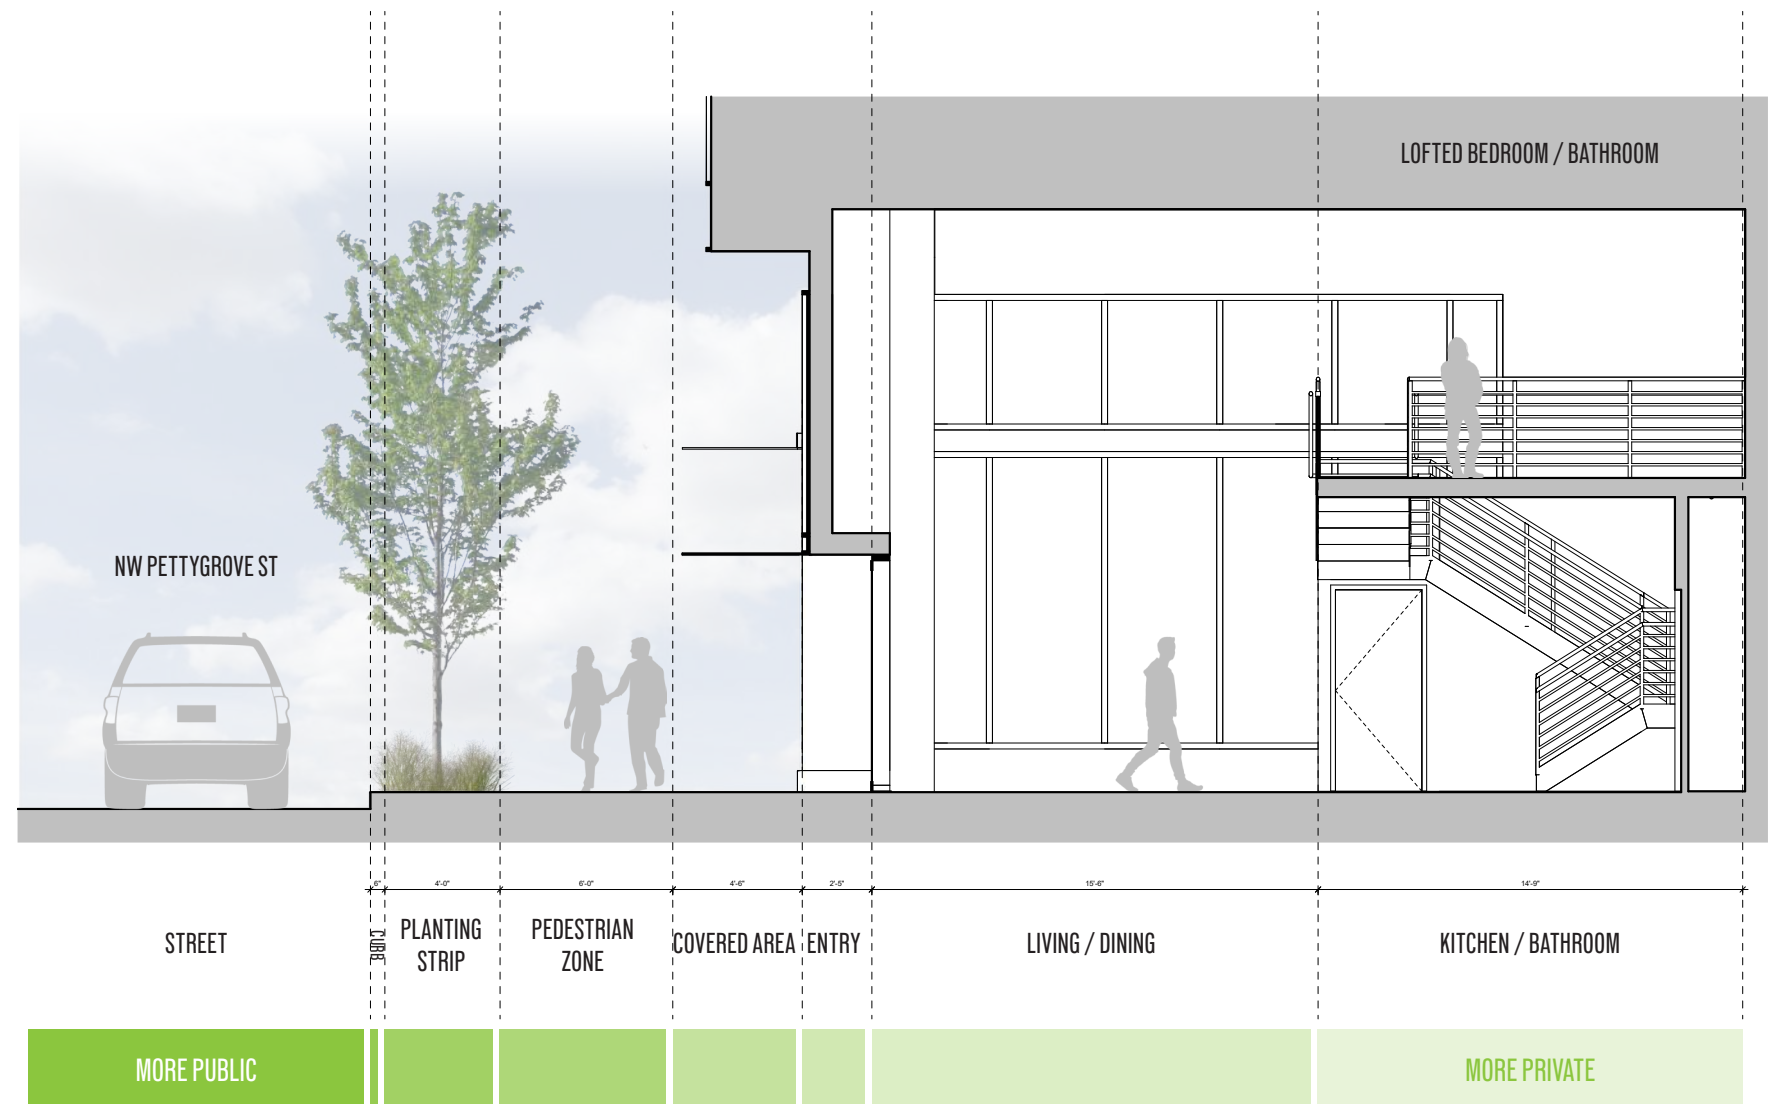 LOFTED BEDROOM / BATHROOM
NW PETTYGROVE ST
6"
4'-0"
6'-0"
4'-6"
2'-5"
15'-6"
14'-9"
STREET
CURB
PLANTING
STRIP
PEDESTRIAN
ZONE
COVERED AREA
ENTRY
LIVING / DINING
KITCHEN / BATHROOM
MORE PUBLIC
MORE PRIVATE